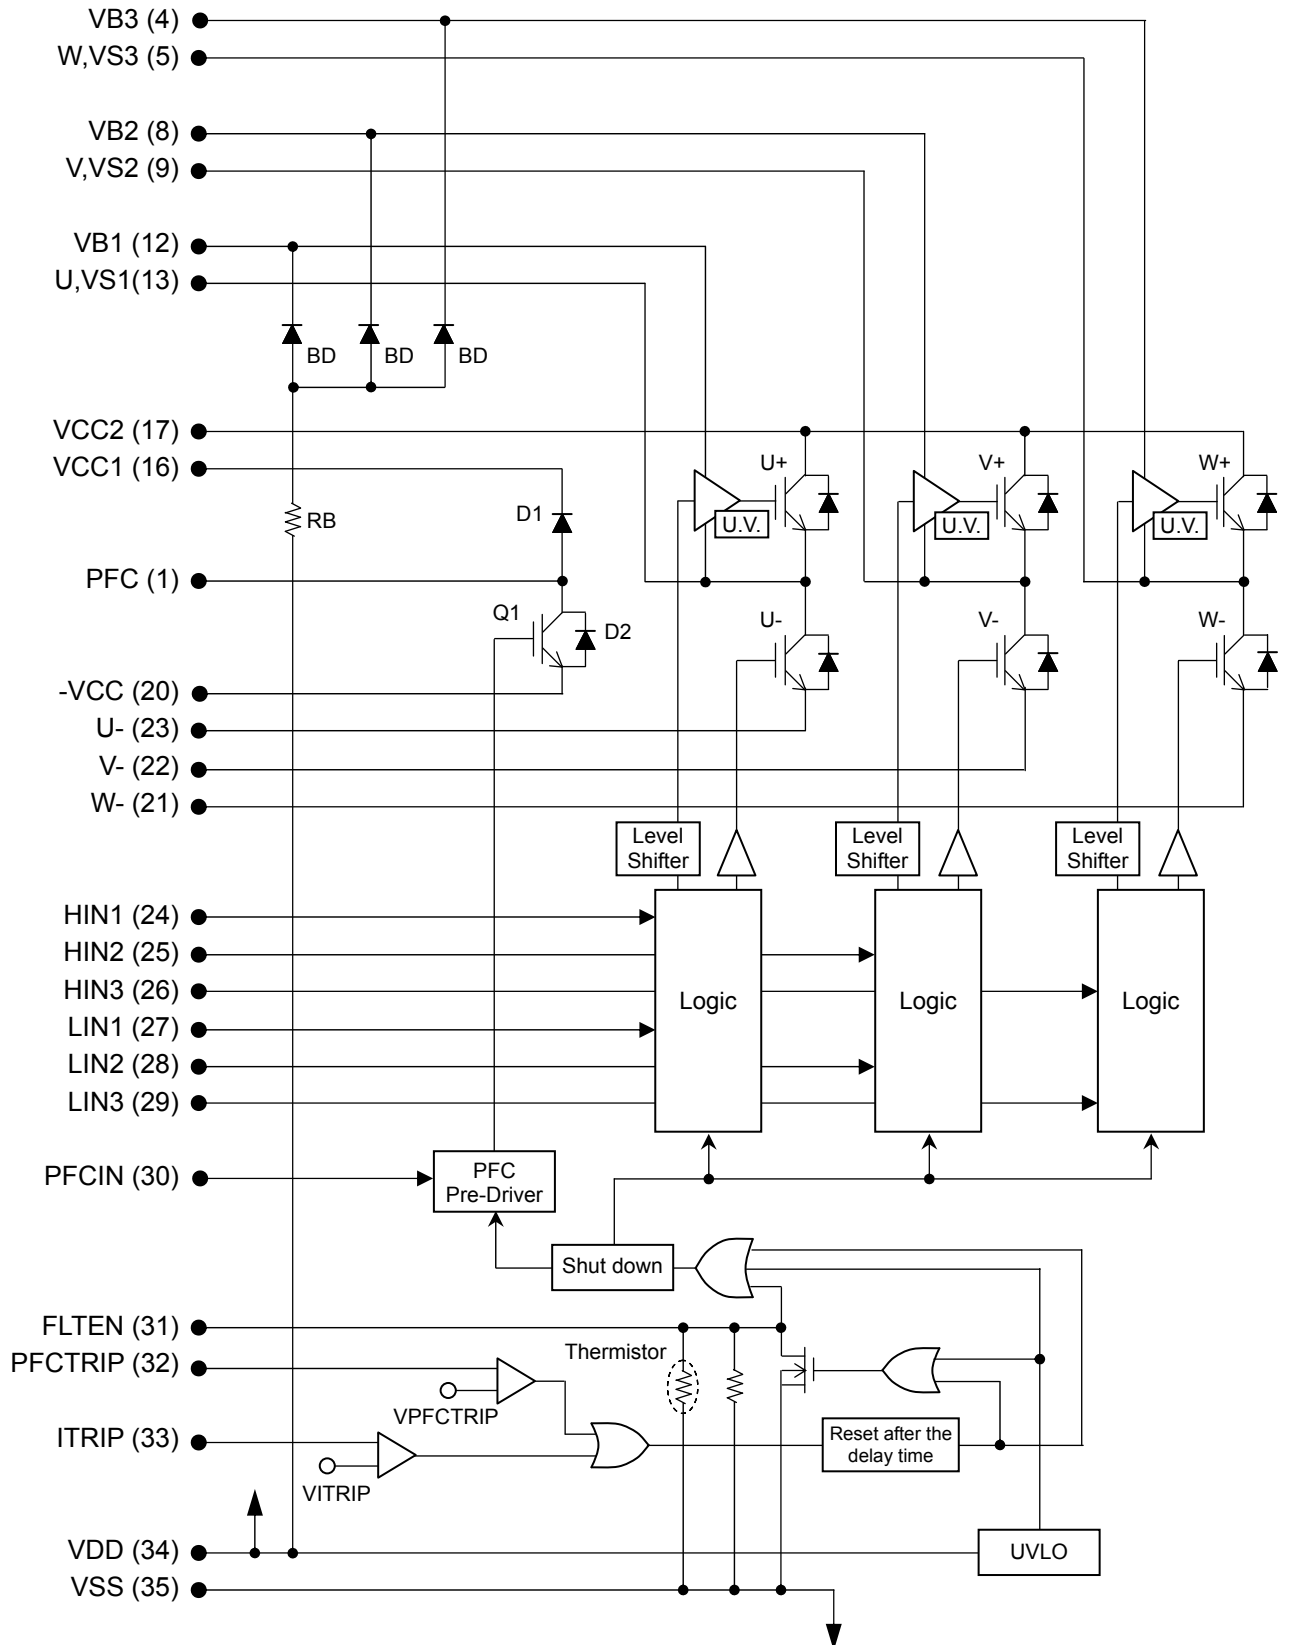 VB3 (4)
W,VS3 (5)
VB2 (8)
V,VS2 (9)
VB1 (12)
U,VS1(13)
BD
BD
BD
VCC2 (17)
VCC1 (16)
U+
V+
W+
RB
D1
U.V.
U.V.
U.V.
PFC (1)
Q1
D2
U-
V-
W-
-VCC (20)
U- (23)
V- (22)
W- (21)
Level
Shifter
Level
Shifter
Level
Shifter
HIN1 (24)
HIN2 (25)
HIN3 (26)
LIN1 (27)
LIN2 (28)
LIN3 (29)
Logic
Logic
Logic
PFCIN (30)
PFC
Pre-Driver
Shut down
FLTEN (31)
PFCTRIP (32)
Thermistor
VPFCTRIP
ITRIP (33)
VITRIP
Reset after the
delay time
VDD (34)
UVLO
VSS (35)